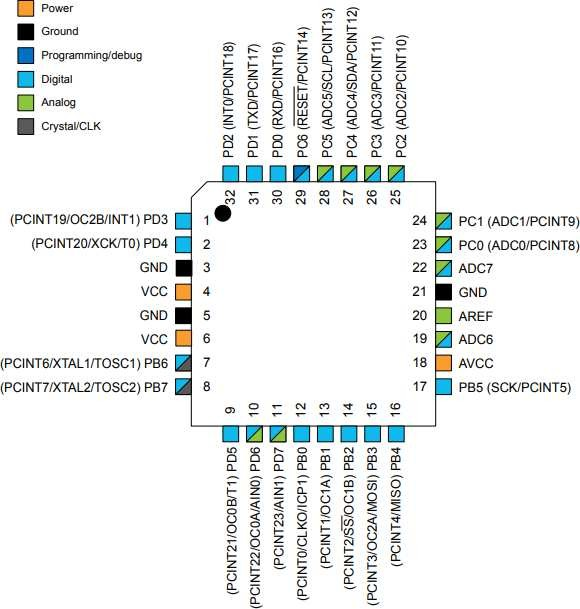 Power
Ground
Programming/debug
Digital
Analog
Crystal/CLK
PD2 (INT0/PCINT18)
PD1 (TXD/PCINT17)
PD0 (RXD/PCINT16)
PC6 (RESET/PCINT14)
PC5 (ADC5/SCL/PCINT13)
PC4 (ADC4/SDA/PCINT12)
PC3 (ADC3/PCINT11)
PC2 (ADC2/PCINT10)
32
31
30
29
28
27
26
25
(PCINT19/OC2B/INT1) PD3
1
(PCINT20/XCK/T0) PD4
2
GND
3
VCC
4
GND
5
VCC
6
(PCINT6/XTAL1/TOSC1) PB6
7
(PCINT7/XTAL2/TOSC2) PB7
8
24
PC1 (ADC1/PCINT9)
23
PC0 (ADC0/PCINT8)
22
ADC7
21
GND
20
AREF
19
ADC6
18
AVCC
17
PB5 (SCK/PCINT5)
9
10
11
12
13
14
15
16
(PCINT21/OC0B/T1) PD5
(PCINT22/OC0A/AIN0) PD6
(PCINT23/AIN1) PD7
(PCINT0/CLKO/ICP1) PB0
(PCINT1/OC1A) PB1
(PCINT2/SS/OC1B) PB2
(PCINT3/OC2A/MOSI) PB3
(PCINT4/MISO) PB4